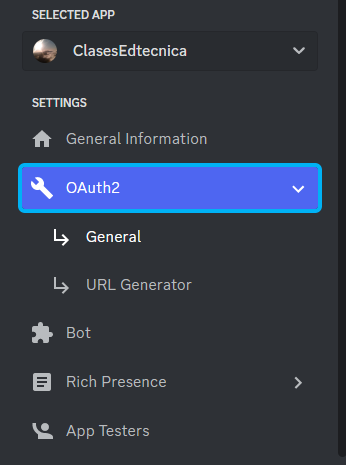 SELECTED APP
ClasesEdtecnica
SETTINGS
General Information
OAuth2
General
URL Generator
Bot
Rich Presence
App Testers